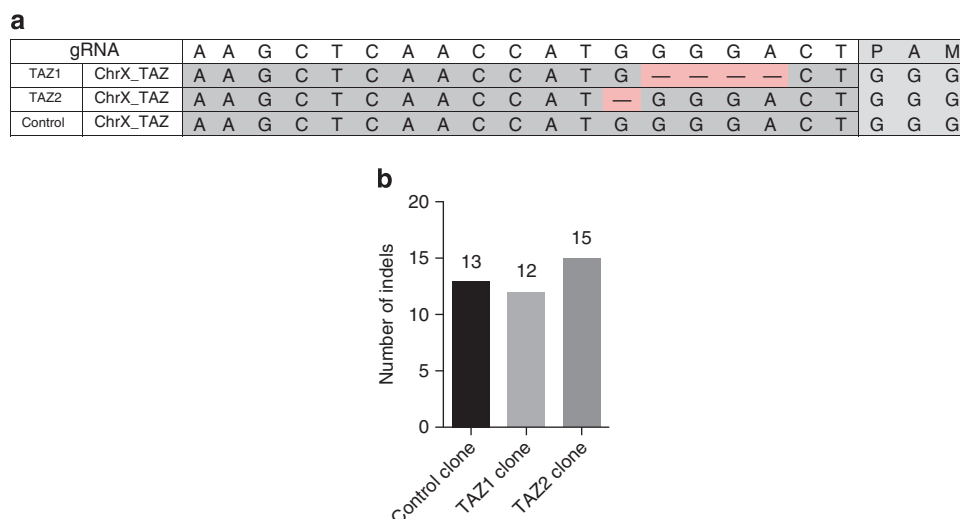 a
gRNA A A G C T C A A C C A T G G G G A C T P A M
TAZ1 ChrX_TAZ A A G C T C A A C C A T G — — — — C T G G G
TAZ2 ChrX_TAZ A A G C T C A A C C A T — G G G A C T G G G
Control ChrX_TAZ A A G C T C A A C C A T G G G G A C T G G G
b
20
15
10
5
0
Number of indels
13
12
15
Control clone
TAZ1 clone
TAZ2 clone